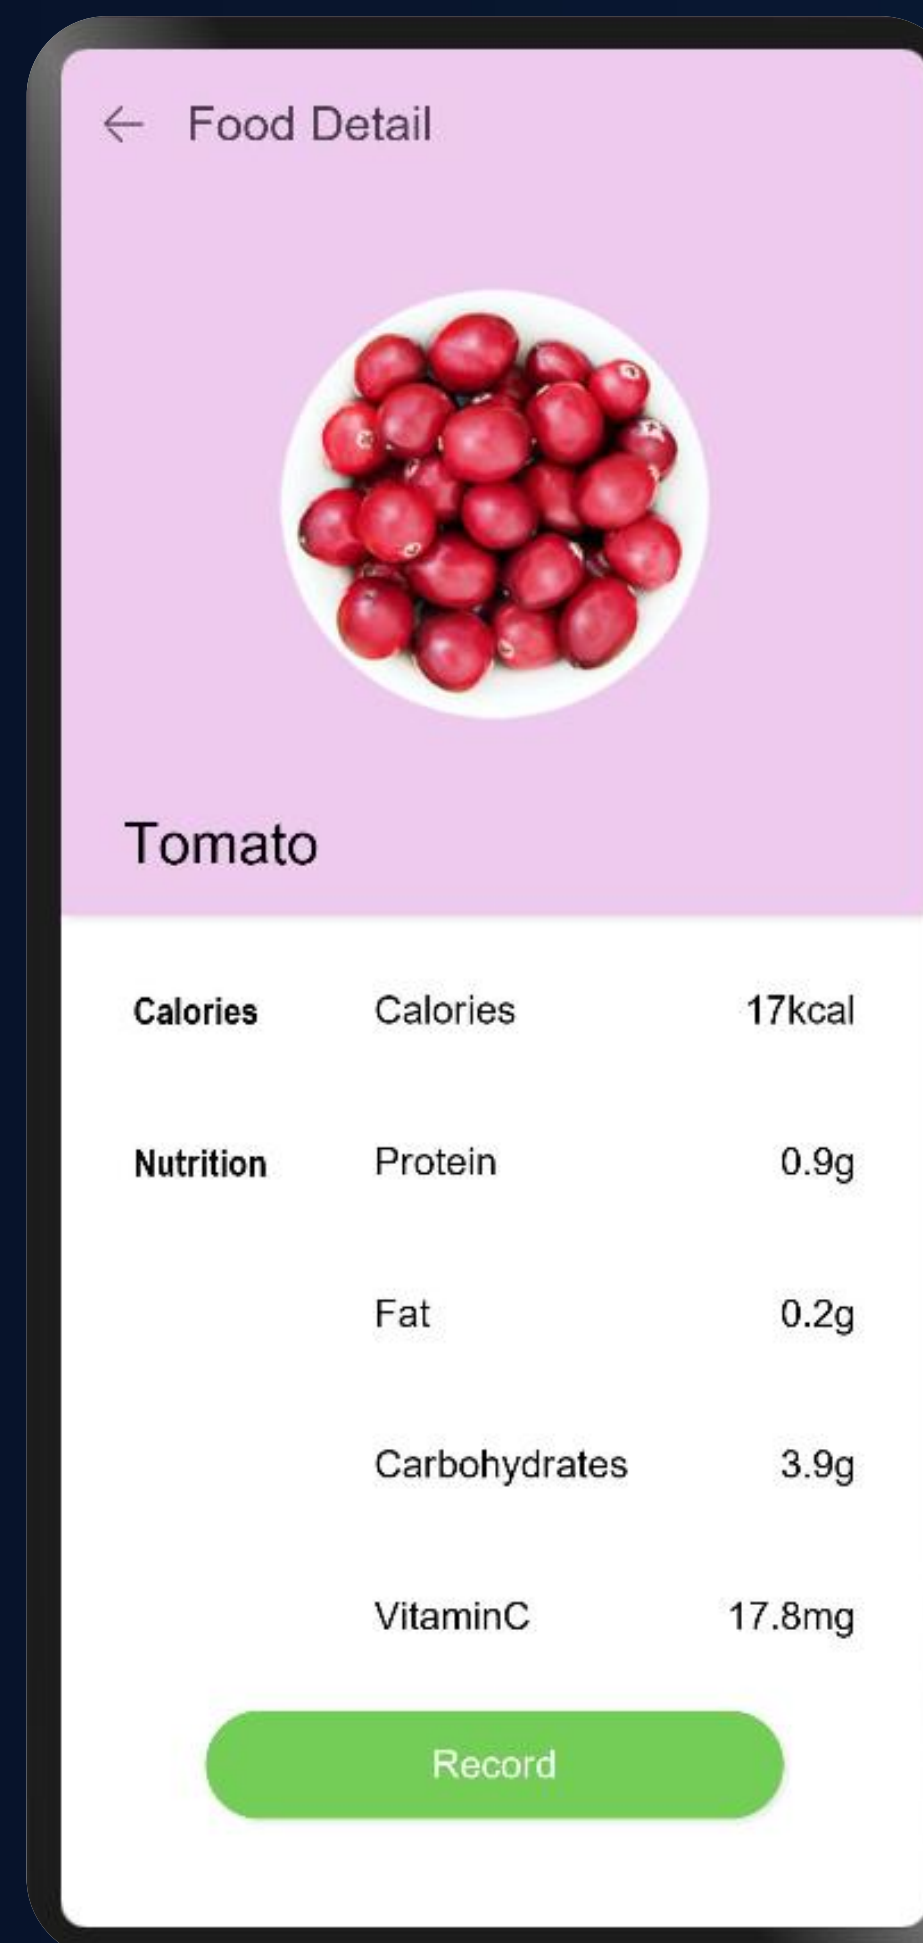 Food Detail
Tomato
Calories Calories 17kcal
Nutrition Protein 0.9g
Fat 0.2g
Carbohydrates 3.9g
VitaminC 17.8mg
Record